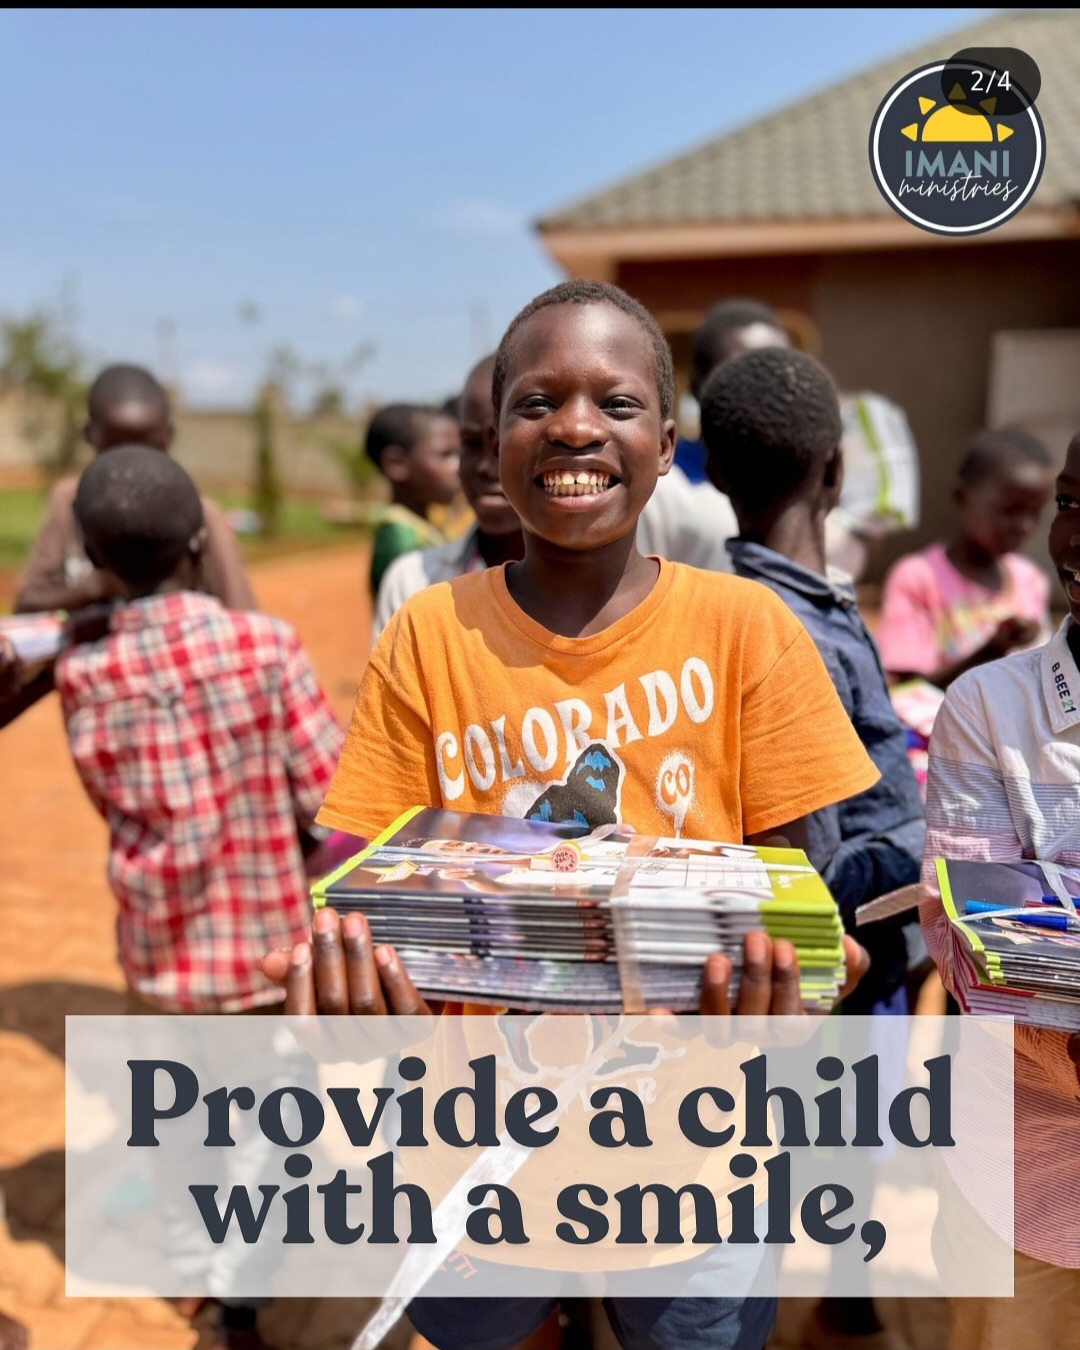 2/4
IMANI
ministries
B.BEE21
COLORADO
CO
Provide a child
with a smile,